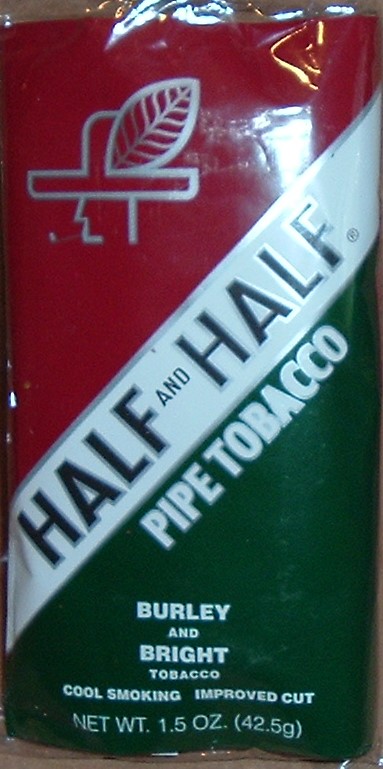 HALF AND HALF®
PIPE TOBACCO
BURLEY
AND
BRIGHT
TOBACCO
COOL SMOKING IMPROVED CUT
NET WT. 1.5 OZ. (42.5g)